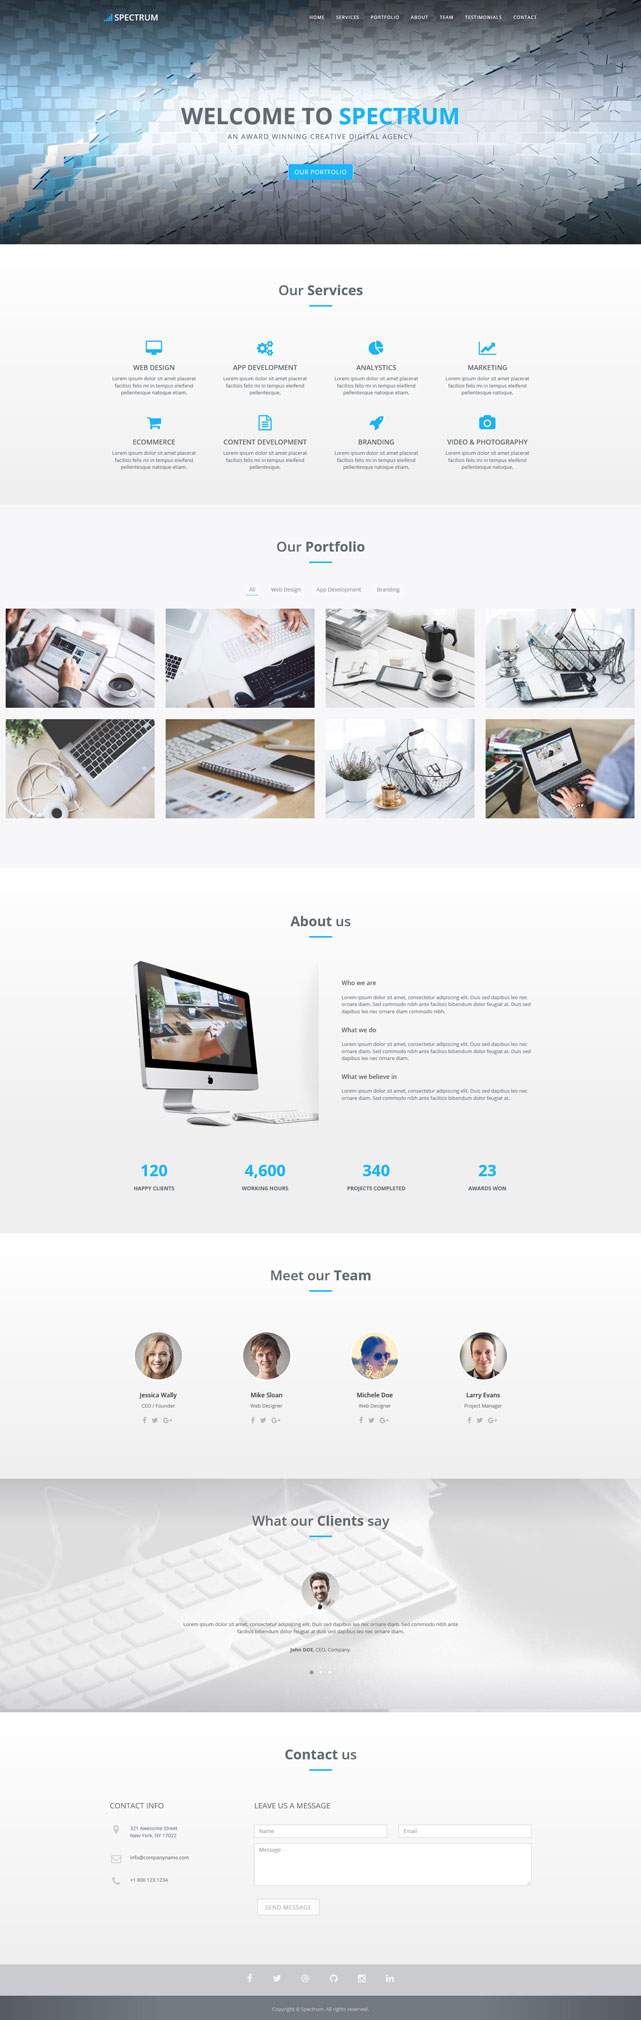 SPECTRUM
HOME SERVICES PORTFOLIO ABOUT TEAM TESTIMONIALS CONTACT
WELCOME TO SPECTRUM
AN AWARD WINNING CREATIVE DIGITAL AGENCY
OUR PORTFOLIO
Our Services
WEB DESIGN
Lorem ipsum dolor sit amet placerat
facilisis felis mi in tempus eleifend
pellentesque natoque etiam.
APP DEVELOPMENT
Lorem ipsum dolor sit amet placerat
facilisis felis mi in tempus eleifend
pellentesque.
ANALYSTICS
Lorem ipsum dolor sit amet placerat
facilisis felis mi in tempus eleifend
pellentesque natoque etiam.
MARKETING
Lorem ipsum dolor sit amet placerat
facilisis felis mi in tempus eleifend
pellentesque natoque.
ECOMMERCE
Lorem ipsum dolor sit amet placerat
facilisis felis mi in tempus eleifend
pellentesque natoque etiam.
CONTENT DEVELOPMENT
Lorem ipsum dolor sit amet placerat
facilisis felis mi in tempus eleifend
pellentesque.
BRANDING
Lorem ipsum dolor sit amet placerat
facilisis felis mi in tempus eleifend
pellentesque natoque.
VIDEO & PHOTOGRAPHY
Lorem ipsum dolor sit amet placerat
facilisis felis mi in tempus eleifend
pellentesque natoque.
Our Portfolio
All Web Design App Development Branding
About us
Who we are
Lorem ipsum dolor sit amet, consectetur adipiscing elit. Duis sed dapibus leo nec
ornare diam. Sed commodo nibh ante facilisis bibendum dolor feugiat at. Duis sed
dapibus leo nec ornare diam commodo nibh.
What we do
Lorem ipsum dolor sit amet, consectetur adipiscing elit. Duis sed dapibus leo nec
ornare diam. Sed commodo nibh ante facilisis bibendum dolor feugiat at. Duis sed
dapibus leo nec ornare diam.
What we believe in
Lorem ipsum dolor sit amet, consectetur adipiscing elit. Duis sed dapibus leo nec
ornare diam. Sed commodo nibh ante facilisis bibendum dolor feugiat at.
120
HAPPY CLIENTS
4,600
WORKING HOURS
340
PROJECTS COMPLETED
23
AWARDS WON
Meet our Team
Jessica Wally
CEO / Founder
Mike Sloan
Web Designer
Michele Doe
Web Designer
Larry Evans
Project Manager
What our Clients say
Lorem ipsum dolor sit amet, consectetur adipiscing elit. Duis sed dapibus leo nec ornare diam. Sed commodo nibh ante
facilisis bibendum dolor feugiat at duis sed dapibus leo nec ornare diam.
John DOE, CEO, Company.
Contact us
CONTACT INFO
321 Awesome Street
New York, NY 17022
info@companyname.com
+1 800 123 1234
LEAVE US A MESSAGE
Name
Email
Message
SEND MESSAGE
Copyright © Spectrum. All rights reserved.